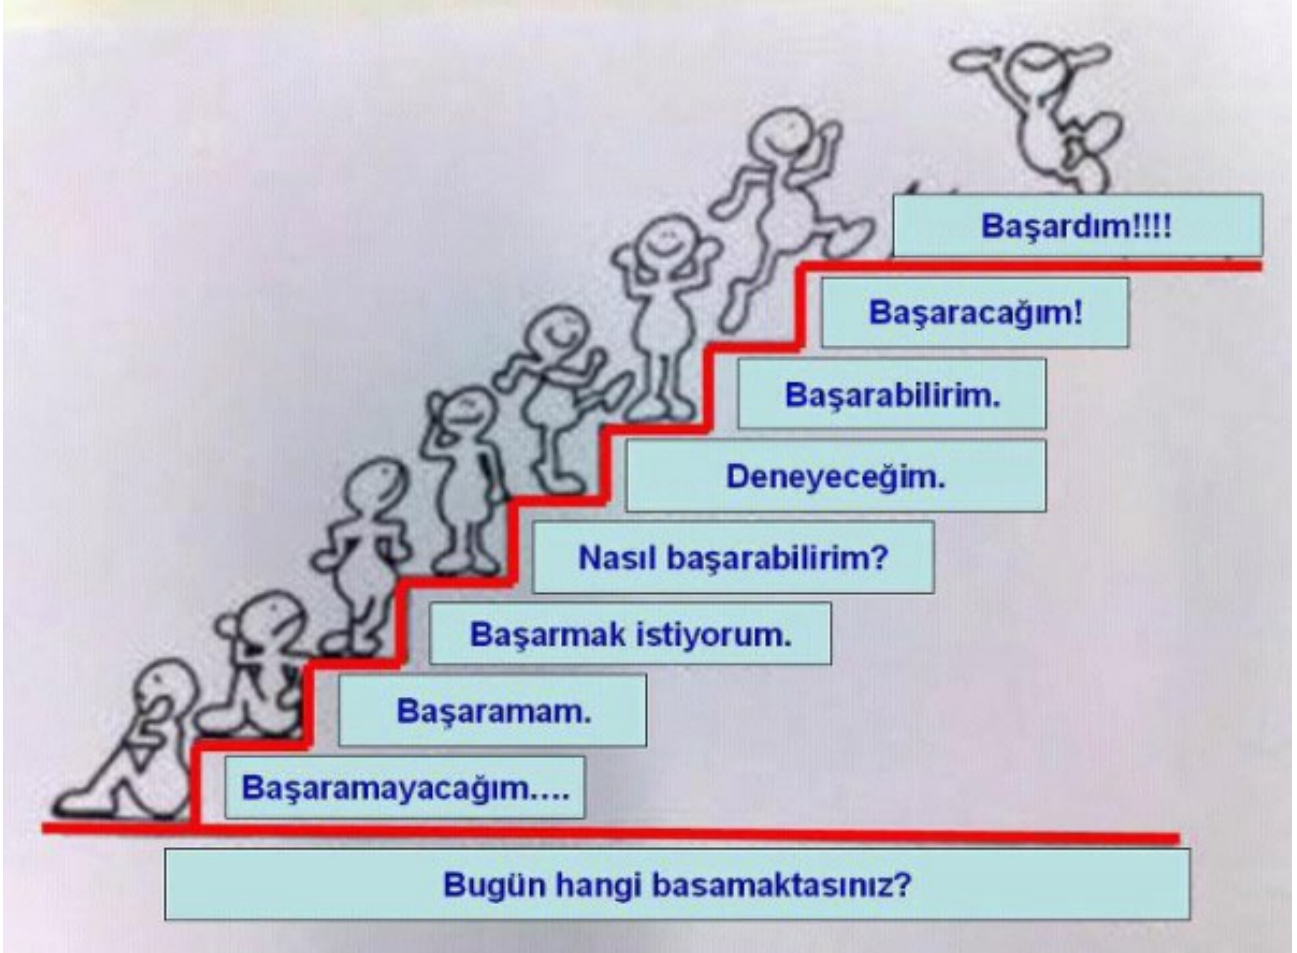 Başardım!!!!
Başaracağım!
Başarabilirim.
Deneyeceğim.
Nasıl başarabilirim?
Başarmak istiyorum.
Başaramam.
Başaramayacağım....
Bugün hangi basamaktasınız?